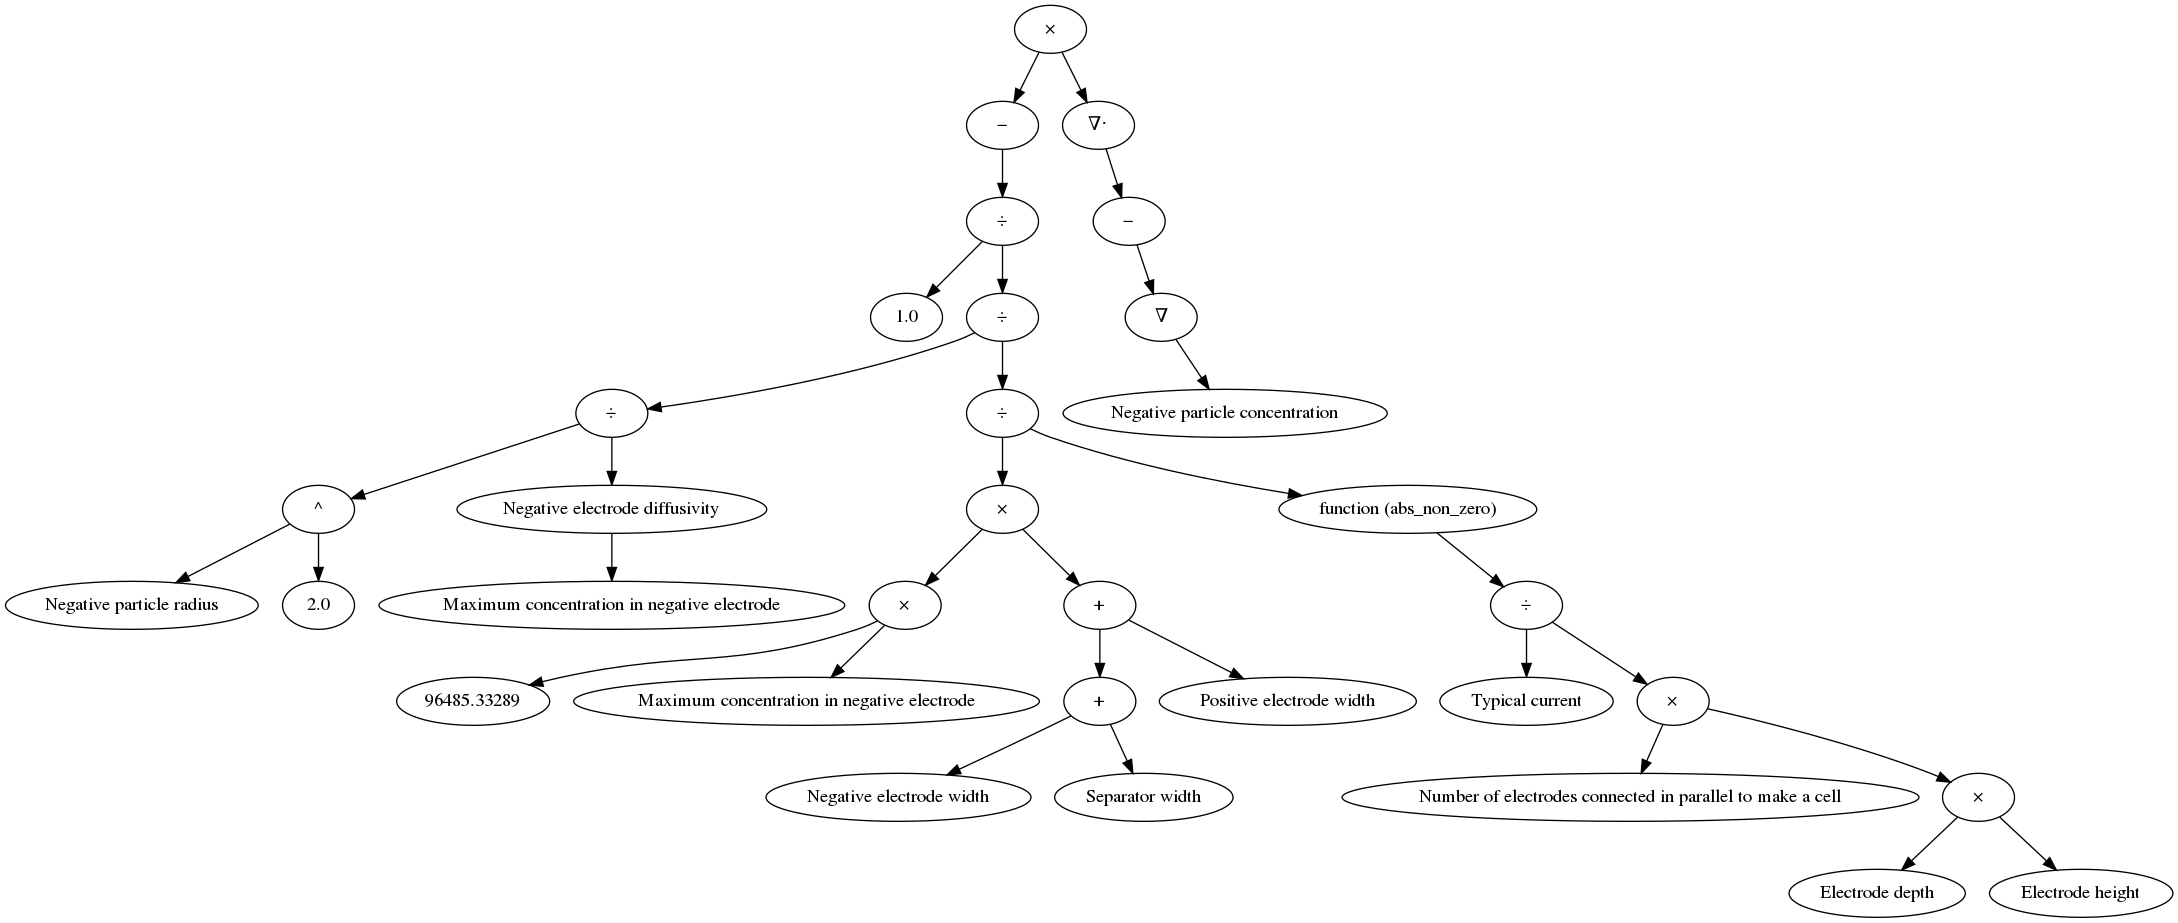 ×
− ∇⋅
÷ −
1.0 ÷ ∇
÷ ÷ Negative particle concentration
^ Negative electrode diffusivity × function (abs_non_zero)
Negative particle radius 2.0 Maximum concentration in negative electrode × + ÷
96485.33289 Maximum concentration in negative electrode + Positive electrode width Typical current ×
Negative electrode width Separator width Number of electrodes connected in parallel to make a cell ×
Electrode depth Electrode height